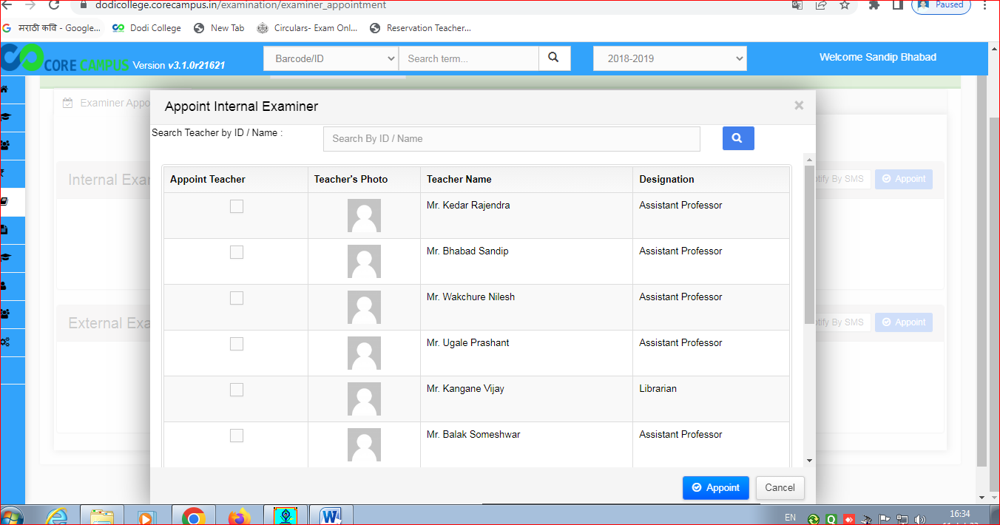 dodicollege.corecampus.in/examination/examiner_appointment
Paused
मराठी कवि - Google...
Dodi College
New Tab
Circulars- Exam Onl...
Reservation Teacher...
CORE CAMPUS Version v3.1.0r21621
Barcode/ID
Search term...
2018-2019
Welcome Sandip Bhabad
Examiner Appo
Appoint Internal Examiner
×
Search Teacher by ID / Name :
Search By ID / Name
Internal Exa
tify By SMS
Appoint
Appoint Teacher Teacher's Photo Teacher Name Designation
Mr. Kedar Rajendra Assistant Professor
Mr. Bhabad Sandip Assistant Professor
Mr. Wakchure Nilesh Assistant Professor
External Exa
tify By SMS
Appoint
Mr. Ugale Prashant Assistant Professor
Mr. Kangane Vijay Librarian
Mr. Balak Someshwar Assistant Professor
Appoint
Cancel
EN
16:34